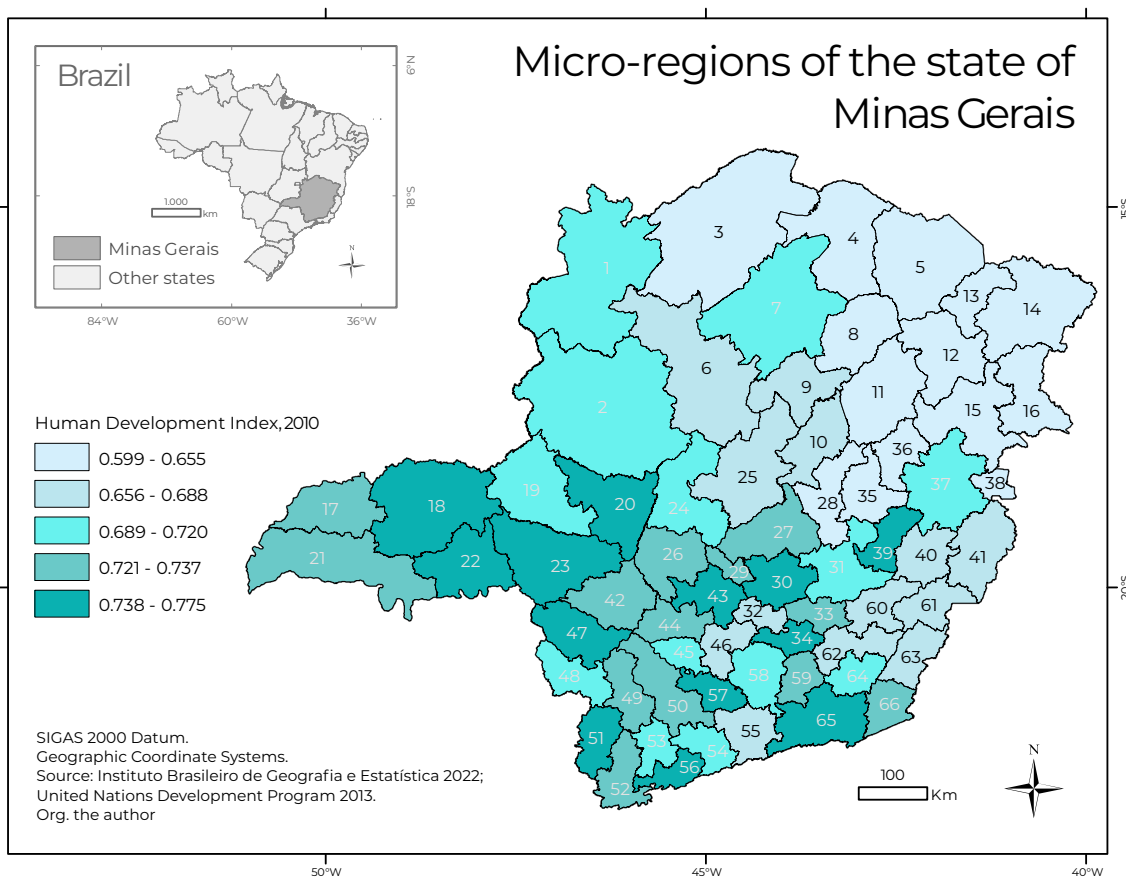 Micro-regions of the state of
Minas Gerais
Brazil
6°N
18°S
1.000
km
N
Minas Gerais
Other states
84°W
60°W
36°W
15°S
20°S
3
4
1
5
13
14
7
8
12
6
9
11
2
15
16
10
36
25
38
37
19
20
24
28
35
17
18
27
39
26
40
41
21
22
23
29
31
30
42
43
32
33
60
61
44
47
46
34
45
62
63
48
58
59
64
49
57
50
66
65
51
53
55
54
56
52
Human Development Index, 2010
0.599 - 0.655
0.656 - 0.688
0.689 - 0.720
0.721 - 0.737
0.738 - 0.775
SIGAS 2000 Datum.
Geographic Coordinate Systems.
Source: Instituto Brasileiro de Geografia e Estatística 2022;
United Nations Development Program 2013.
Org. the author
100
Km
N
50°W
45°W
40°W